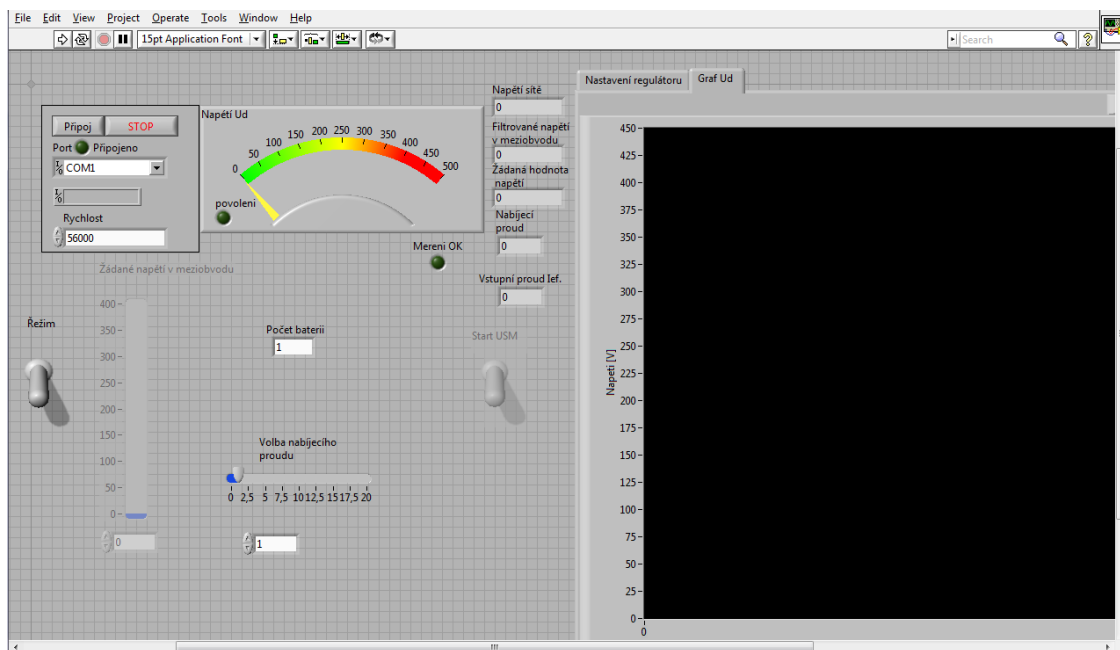 File Edit View Project Operate Tools Window Help
15pt Application Font
Search
?
Připoj STOP
Port Připojeno
COM1
Rychlost
56000
Napětí Ud
0 50 100 150 200 250 300 350 400 450 500
povoleni
Napětí sítě
0
Filtrované napětí
v meziobvodu
0
Žádaná hodnota
napětí
0
Nabíjecí
proud
0
Mereni OK
Vstupní proud Ief.
0
Žádané napětí v meziobvodu
400
350
300
250
200
150
100
50
0
0
Řežim
Počet baterii
1
Start USM
Volba nabíjecího
proudu
0 2,5 5 7,5 10 12,5 15 17,5 20
1
Nastavení regulátoru Graf Ud
Napeti [V]
450
425
400
375
350
325
300
275
250
225
200
175
150
125
100
75
50
25
0
0